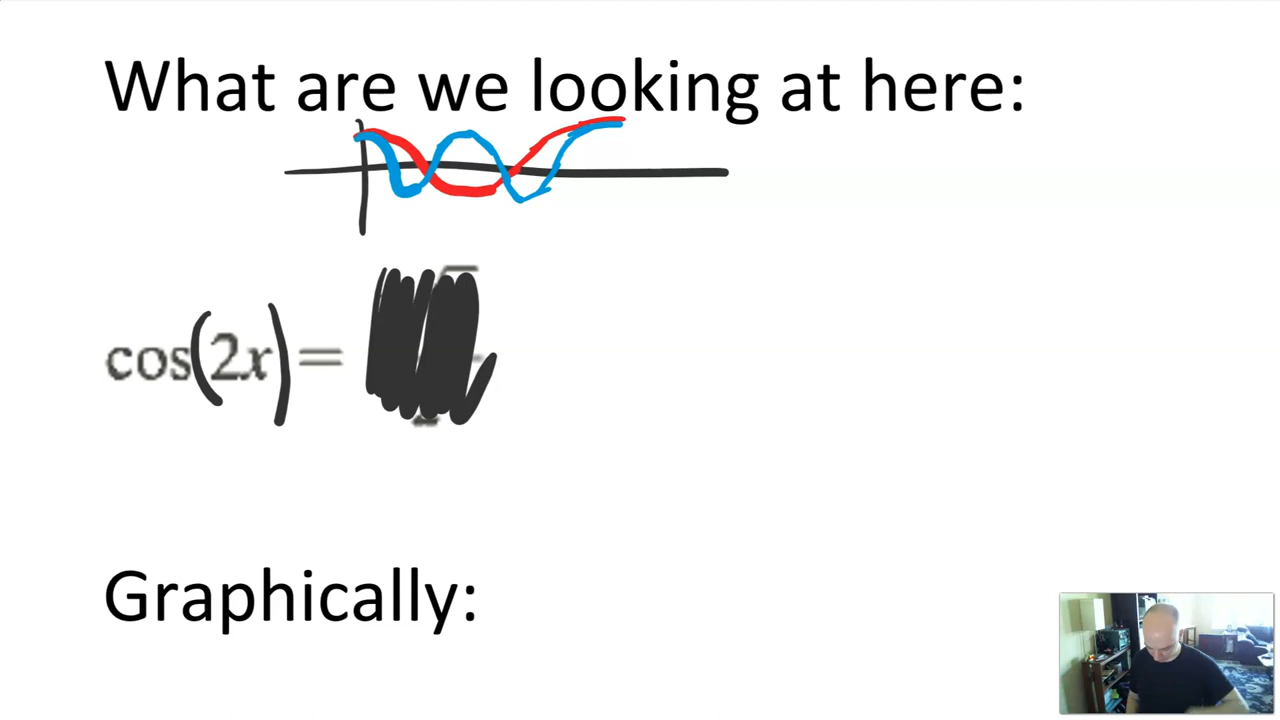 What are we looking at here:
cos(2x) =
Graphically: